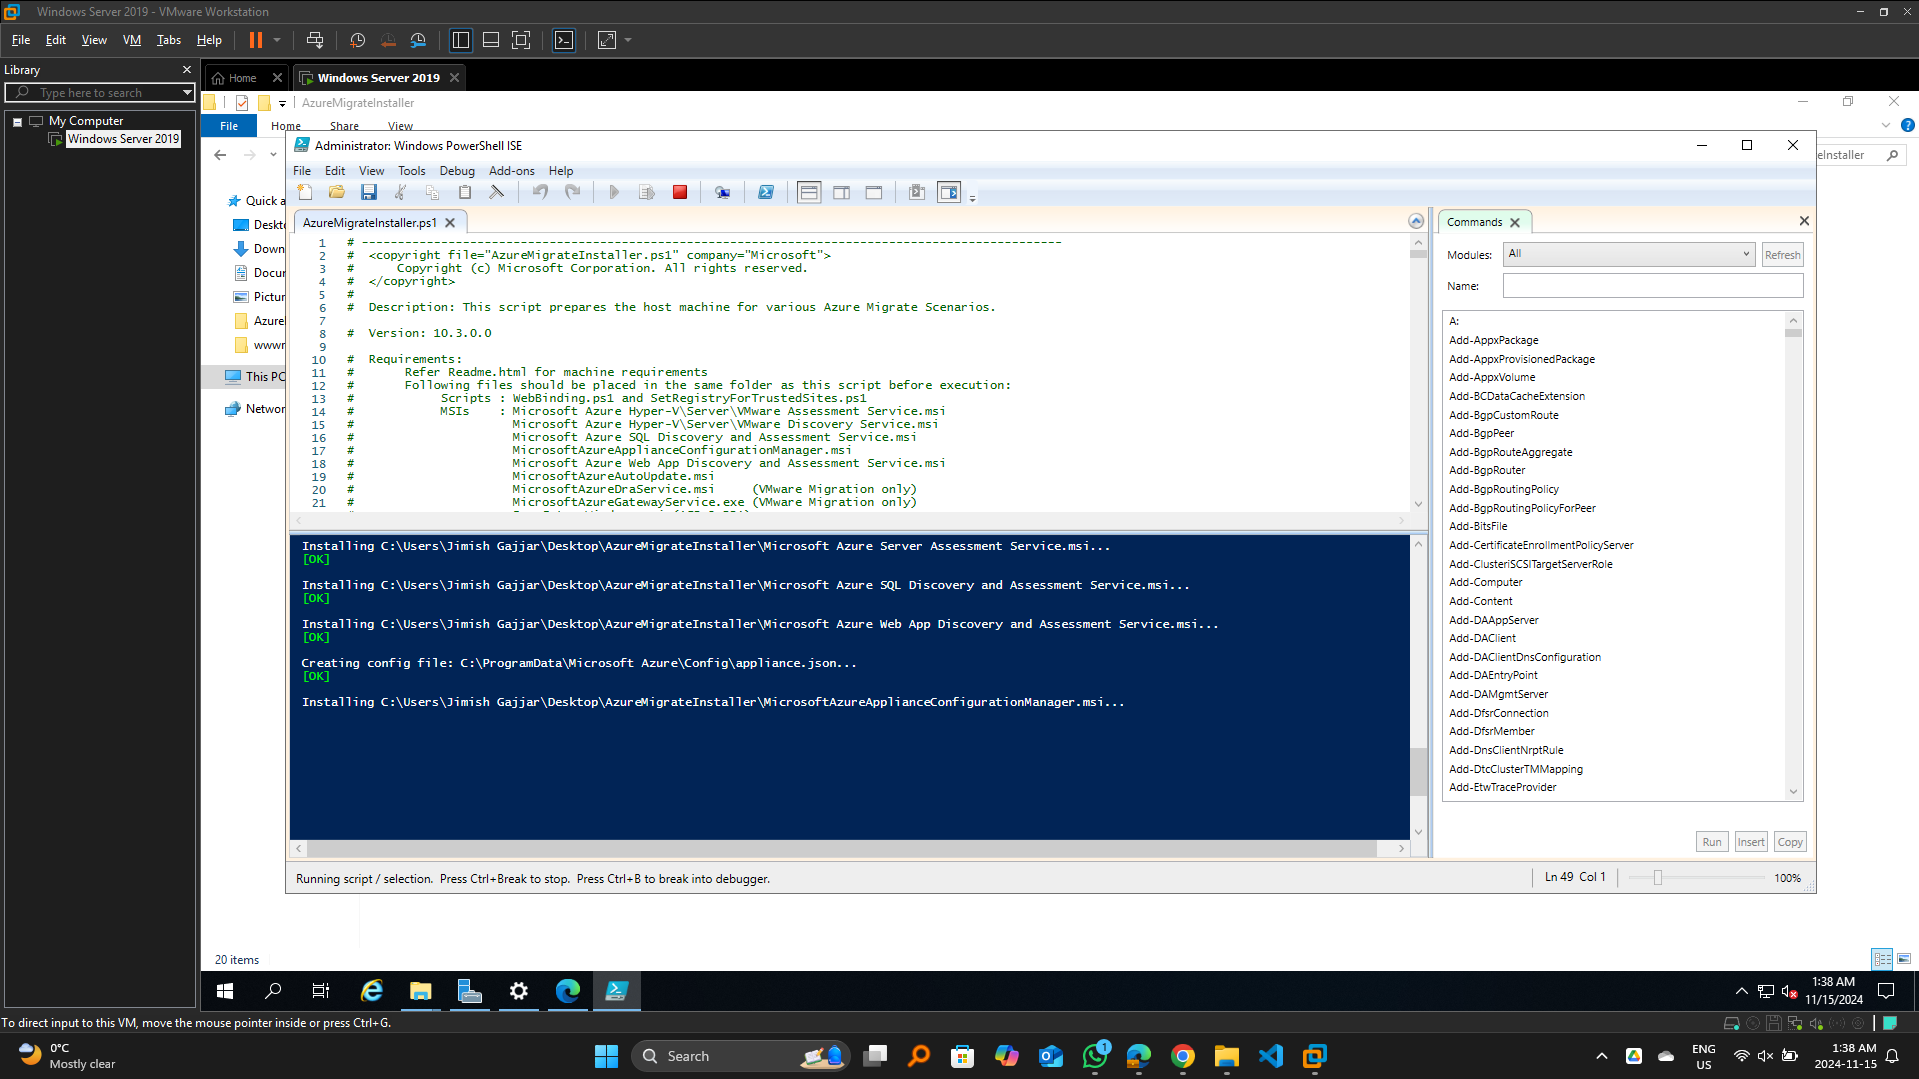 Windows Server 2019 - VMware Workstation
File Edit View VM Tabs Help
Library
Home
Windows Server 2019
Type here to search
AzureMigrateInstaller
My Computer
Windows Server 2019
File Home Share View
Administrator: Windows PowerShell ISE
eInstaller
File Edit View Tools Debug Add-ons Help
Quick a
Deskt
Down
Docur
Pictur
Azurel
wwwr
This PC
Networ
AzureMigrateInstaller.ps1
1 # -------------------------------------------------------------------------------------------------
2 # <copyright file="AzureMigrateInstaller.ps1" company="Microsoft">
3 # Copyright (c) Microsoft Corporation. All rights reserved.
4 # </copyright>
5 #
6 # Description: This script prepares the host machine for various Azure Migrate Scenarios.
7
8 # Version: 10.3.0.0
9
10 # Requirements:
11 # Refer Readme.html for machine requirements
12 # Following files should be placed in the same folder as this script before execution:
13 # Scripts : WebBinding.ps1 and SetRegistryForTrustedSites.ps1
14 # MSIs : Microsoft Azure Hyper-V\Server\VMware Assessment Service.msi
15 # Microsoft Azure Hyper-V\Server\VMware Discovery Service.msi
16 # Microsoft Azure SQL Discovery and Assessment Service.msi
17 # MicrosoftAzureApplianceConfigurationManager.msi
18 # Microsoft Azure Web App Discovery and Assessment Service.msi
19 # MicrosoftAzureAutoUpdate.msi
20 # MicrosoftAzureDraService.msi (VMware Migration only)
21 # MicrosoftAzureGatewayService.exe (VMware Migration only)
Installing C:\Users\Jimish Gajjar\Desktop\AzureMigrateInstaller\Microsoft Azure Server Assessment Service.msi...
[OK]
Installing C:\Users\Jimish Gajjar\Desktop\AzureMigrateInstaller\Microsoft Azure SQL Discovery and Assessment Service.msi...
[OK]
Installing C:\Users\Jimish Gajjar\Desktop\AzureMigrateInstaller\Microsoft Azure Web App Discovery and Assessment Service.msi...
[OK]
Creating config file: C:\ProgramData\Microsoft Azure\Config\appliance.json...
[OK]
Installing C:\Users\Jimish Gajjar\Desktop\AzureMigrateInstaller\MicrosoftAzureApplianceConfigurationManager.msi...
Commands
Modules: All Refresh
Name:
A:
Add-AppxPackage
Add-AppxProvisionedPackage
Add-AppxVolume
Add-BCDataCacheExtension
Add-BgpCustomRoute
Add-BgpPeer
Add-BgpRouteAggregate
Add-BgpRouter
Add-BgpRoutingPolicy
Add-BgpRoutingPolicyForPeer
Add-BitsFile
Add-CertificateEnrollmentPolicyServer
Add-ClusteriSCSITargetServerRole
Add-Computer
Add-Content
Add-DAAppServer
Add-DAClient
Add-DAClientDnsConfiguration
Add-DAEntryPoint
Add-DAMgmtServer
Add-DfsrConnection
Add-DfsrMember
Add-DnsClientNrptRule
Add-DtcClusterTMMapping
Add-EtwTraceProvider
Run Insert Copy
Running script / selection. Press Ctrl+Break to stop. Press Ctrl+B to break into debugger.
Ln 49 Col 1
100%
20 items
1:38 AM
11/15/2024
To direct input to this VM, move the mouse pointer inside or press Ctrl+G.
0°C
Mostly clear
Search
1
ENG
US
1:38 AM
2024-11-15